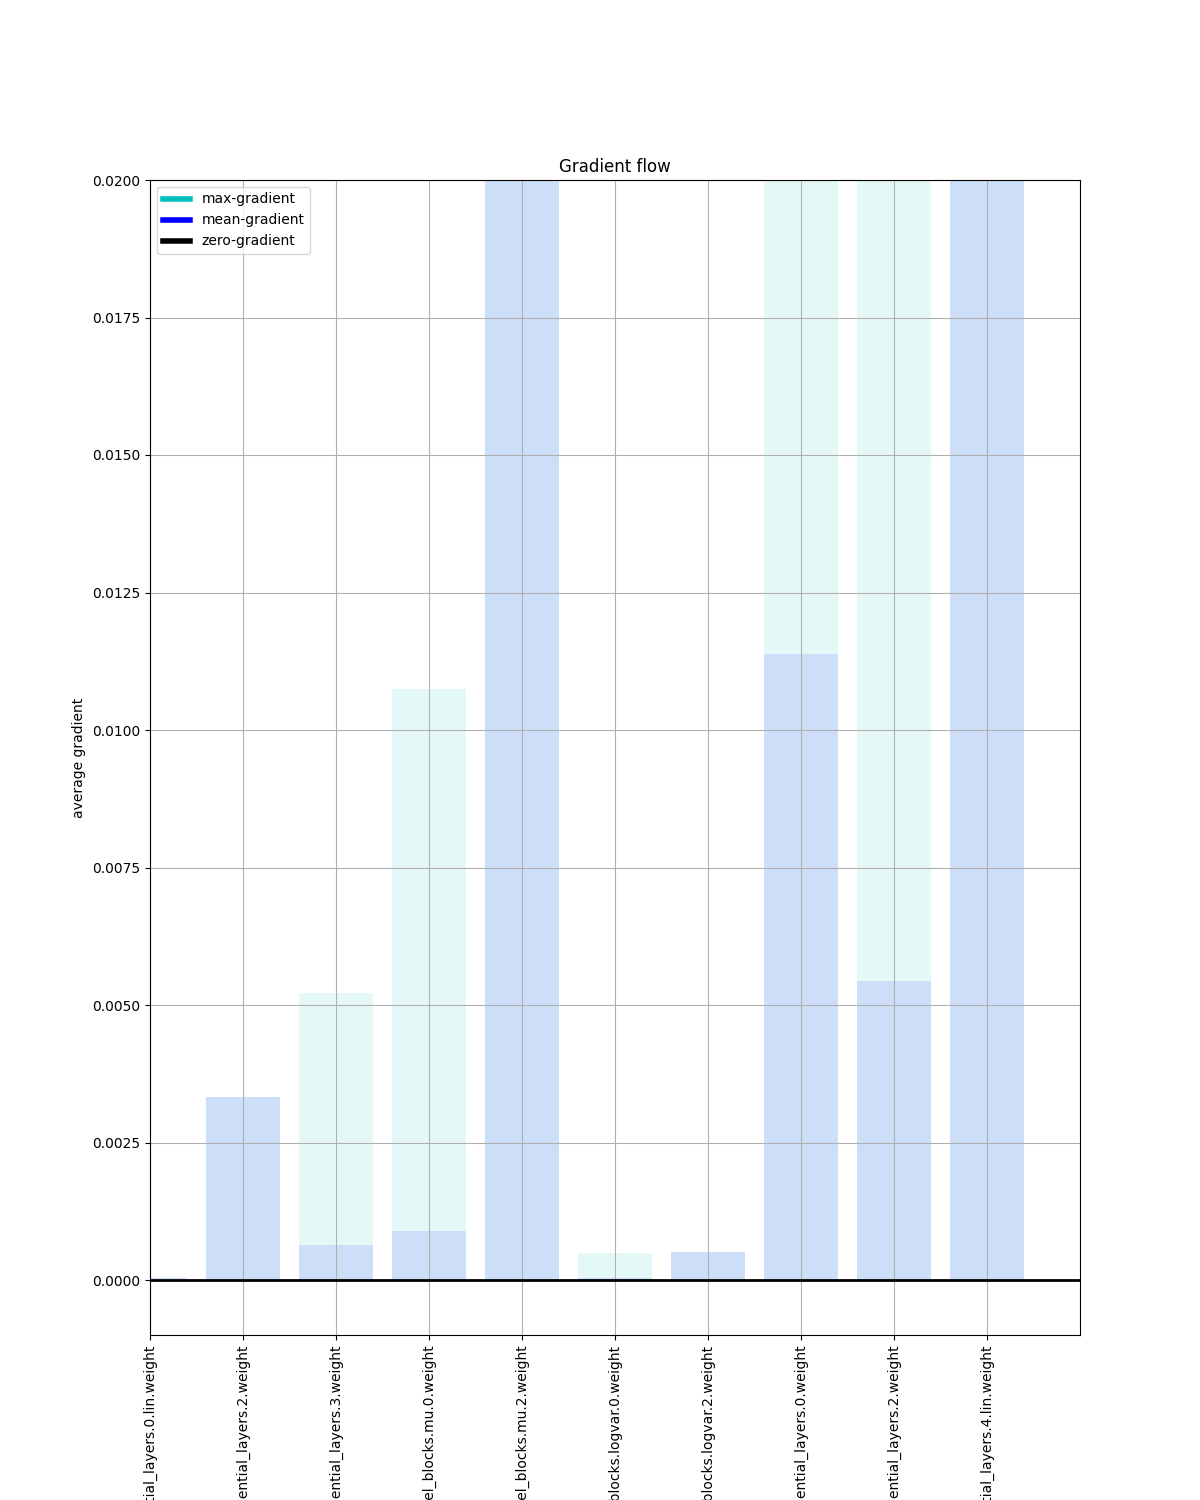 Gradient flow
max-gradient
mean-gradient
zero-gradient
0.0200
0.0175
0.0150
0.0125
0.0100
0.0075
0.0050
0.0025
0.0000
average gradient
tial_layers.0.lin.weight
ential_layers.2.weight
ential_layers.3.weight
el_blocks.mu.0.weight
el_blocks.mu.2.weight
blocks.logvar.0.weight
blocks.logvar.2.weight
ential_layers.0.weight
ential_layers.2.weight
tial_layers.4.lin.weight